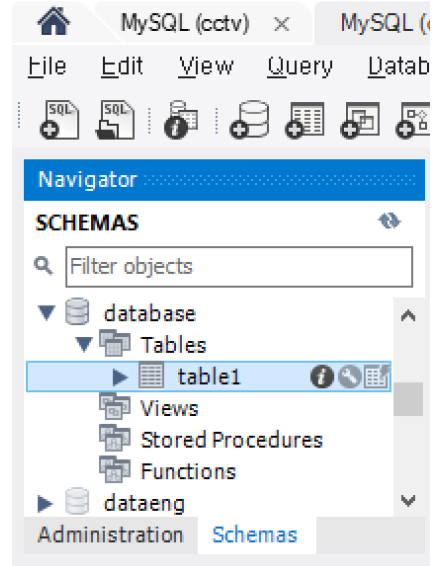 MySQL (cctv) × MySQL (
File Edit View Query Datab
SQL SQL
Navigator
SCHEMAS
Filter objects
database
Tables
table1
Views
Stored Procedures
Functions
dataeng
Administration Schemas